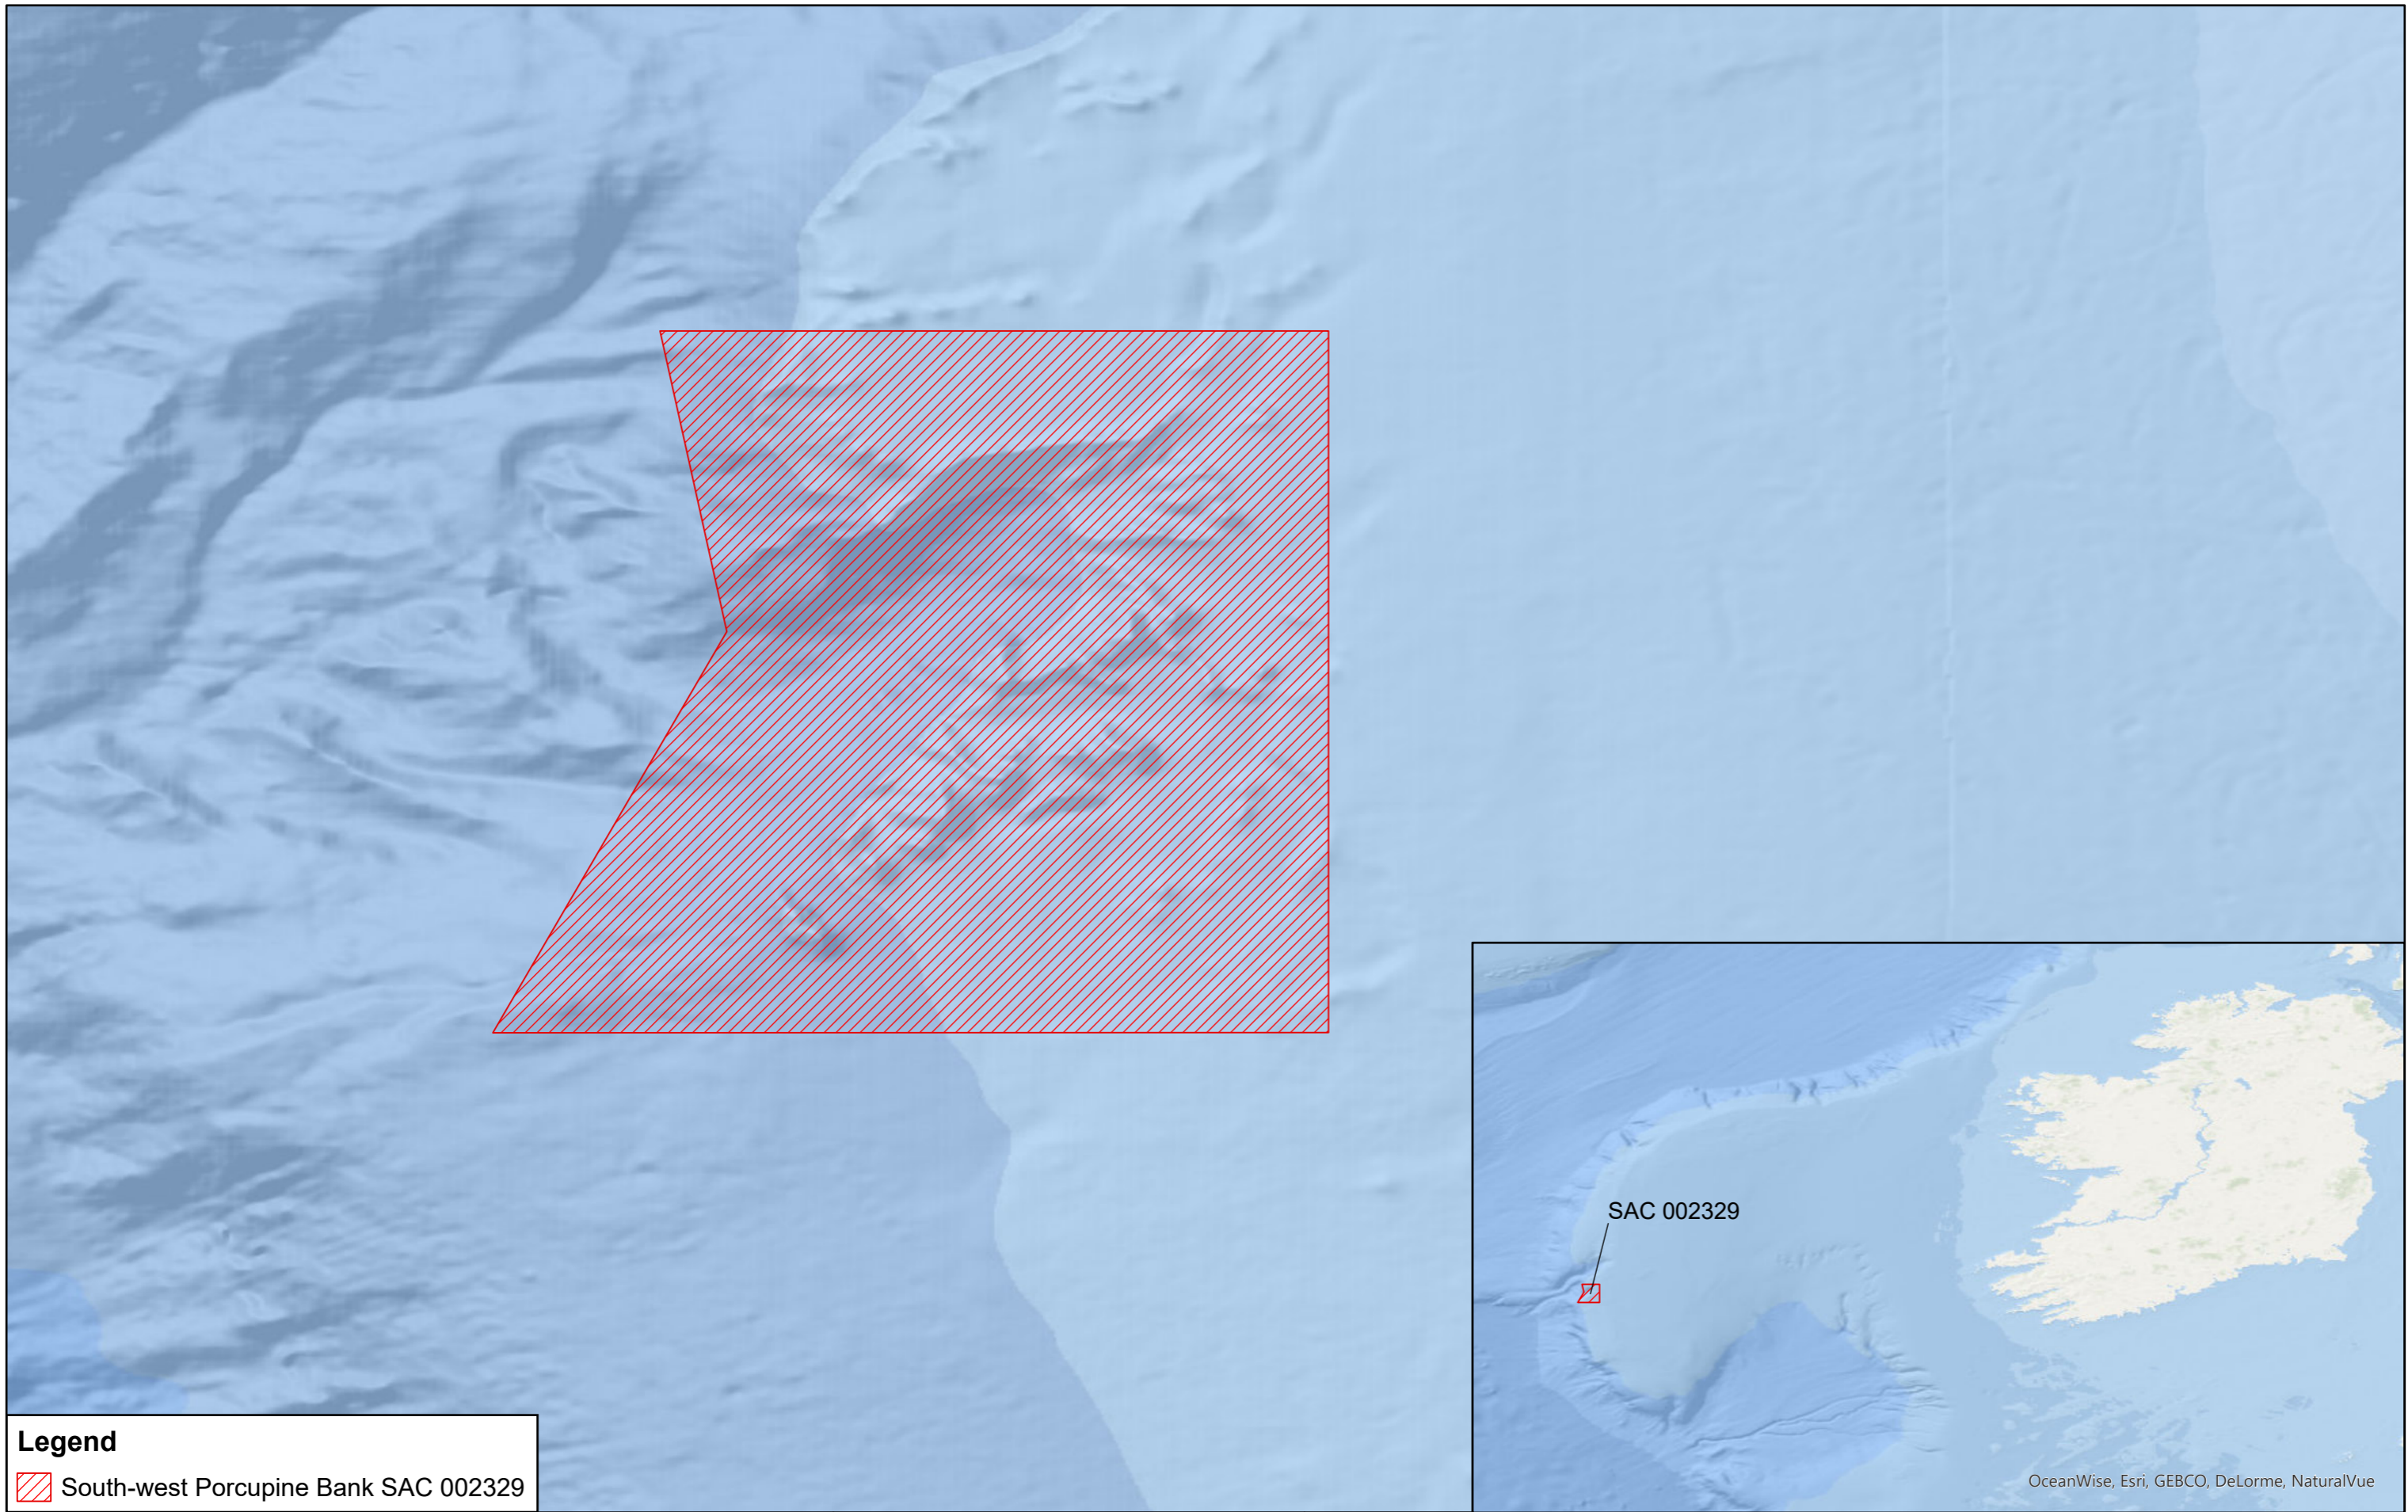 SAC 002329
Legend
South-west Porcupine Bank SAC 002329
OceanWise, Esri, GEBCO, DeLorme, NaturalVue